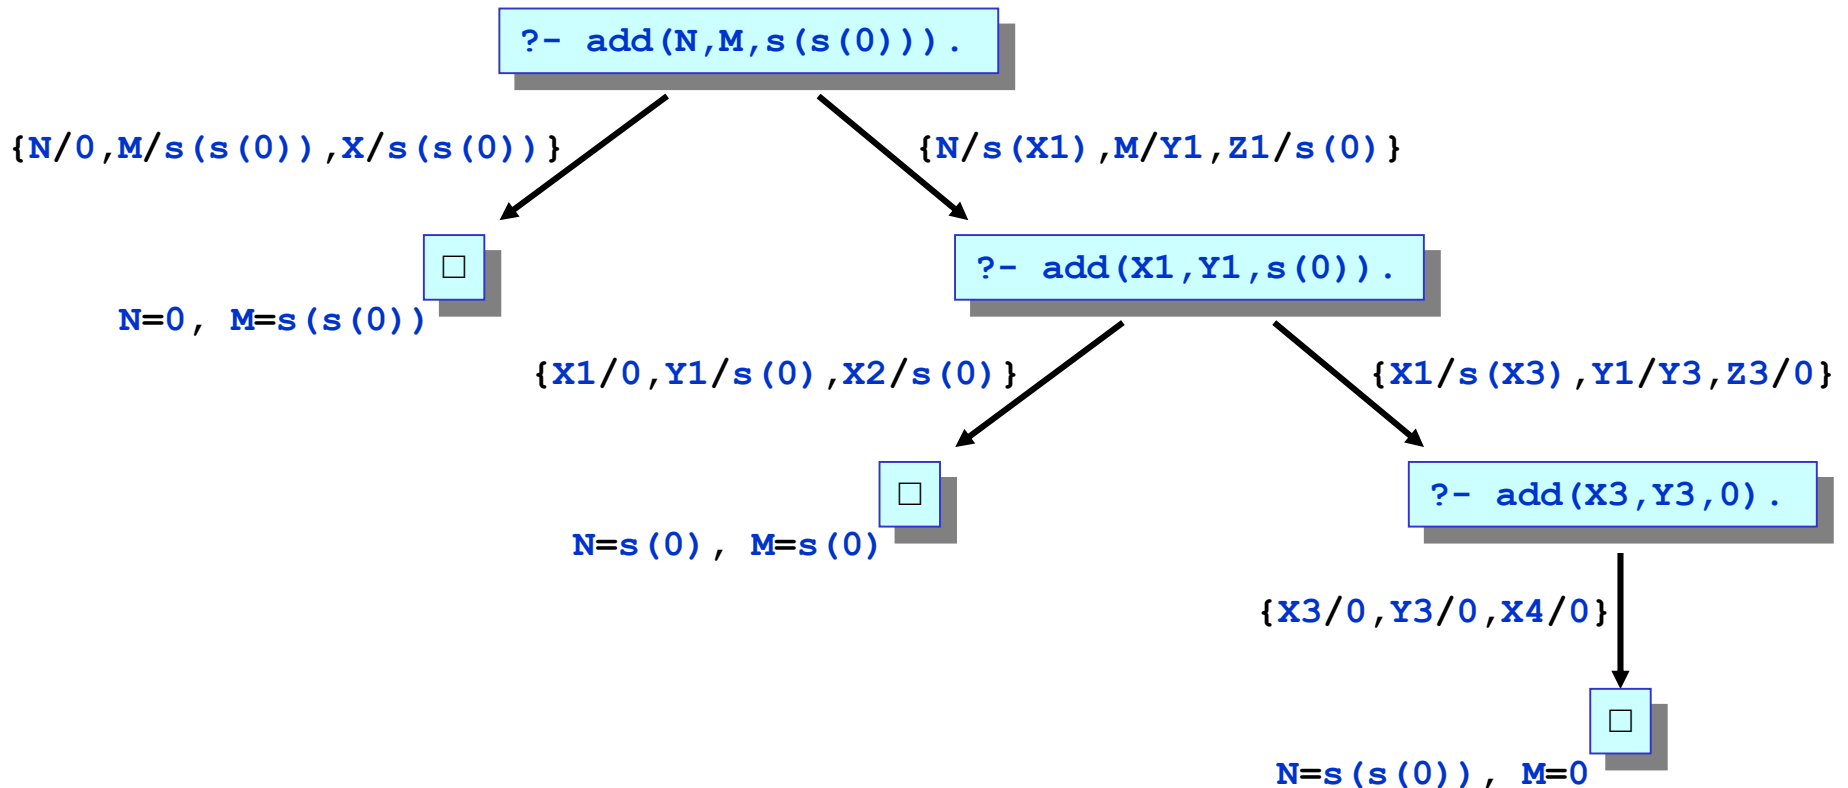 ?- add(N,M,s(s(0))).
{N/0,M/s(s(0)),X/s(s(0))}
{N/s(X1),M/Y1,Z1/s(0)}
□
?- add(X1,Y1,s(0)).
N=0, M=s(s(0))
{X1/0,Y1/s(0),X2/s(0)}
{X1/s(X3),Y1/Y3,Z3/0}
□
?- add(X3,Y3,0).
N=s(0), M=s(0)
{X3/0,Y3/0,X4/0}
□
N=s(s(0)), M=0